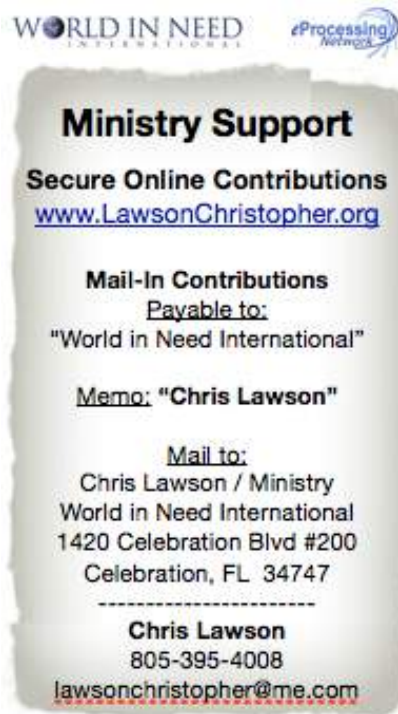 WORLD IN NEED
INTERNATIONAL
eProcessing
Network
Ministry Support
Secure Online Contributions
www.LawsonChristopher.org
Mail-In Contributions
Payable to:
“World in Need International”
Memo: “Chris Lawson”
Mail to:
Chris Lawson / Ministry
World in Need International
1420 Celebration Blvd #200
Celebration, FL 34747
-----------------------
Chris Lawson
805-395-4008
lawsonchristopher@me.com